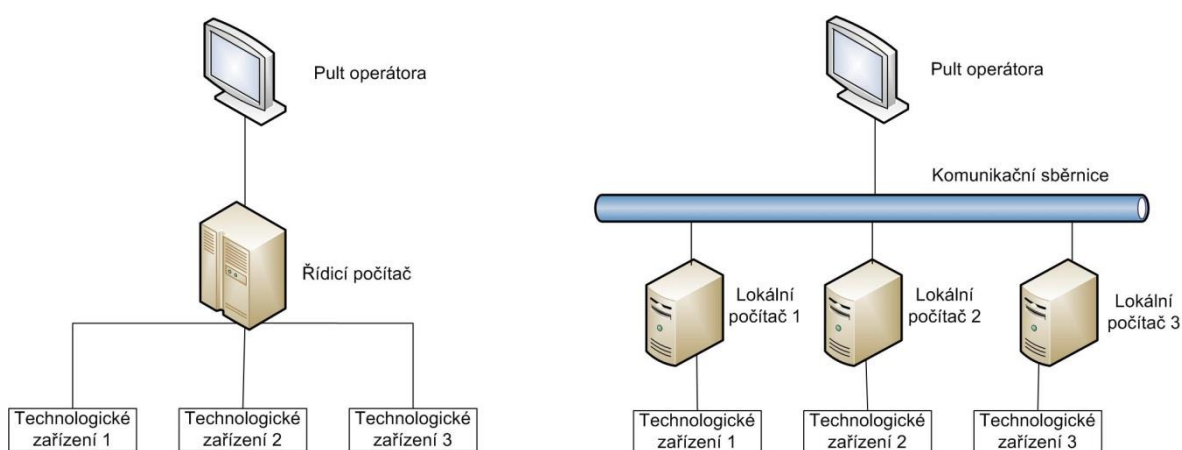 Pult operátora
Řídicí počítač
Technologické
zařízení 1
Technologické
zařízení 2
Technologické
zařízení 3
Pult operátora
Komunikační sběrnice
Lokální
počítač 1
Lokální
počítač 2
Lokální
počítač 3
Technologické
zařízení 1
Technologické
zařízení 2
Technologické
zařízení 3